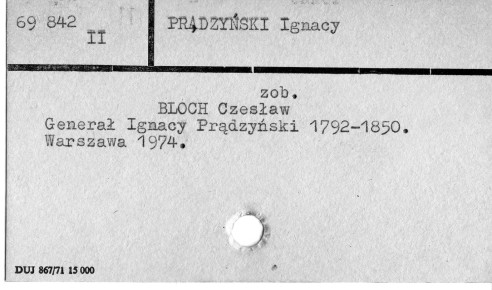 69 842
II
PRĄDZYŃSKI Ignacy
zob.
BLOCH Czesław
Generał Ignacy Prądzyński 1792-1850.
Warszawa 1974.
DUJ 867/71 15 000